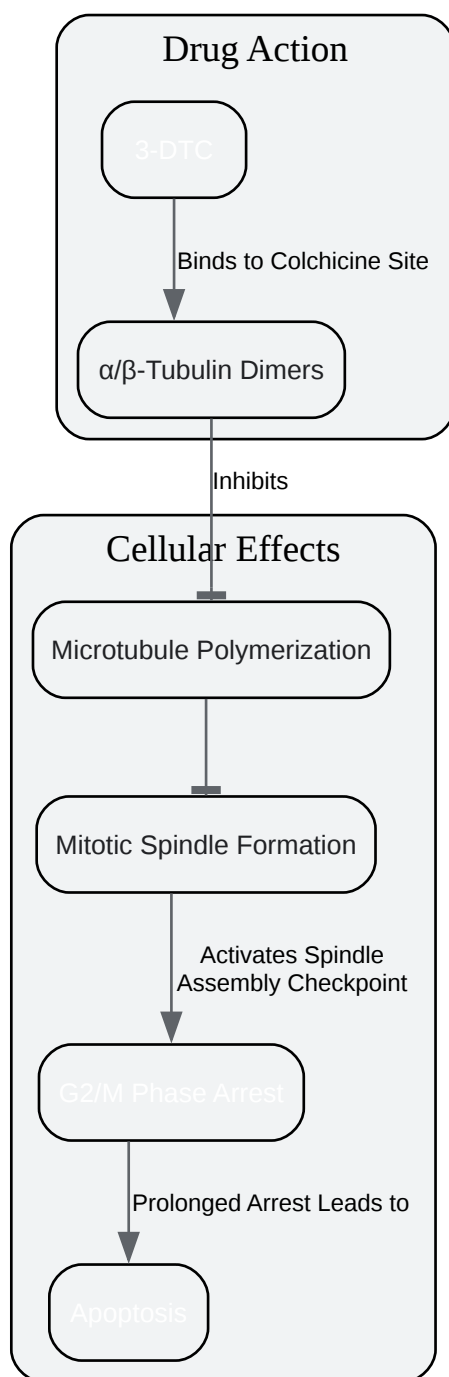 Drug Action
3-DTC
Binds to Colchicine Site
α/β-Tubulin Dimers
Inhibits
Cellular Effects
Microtubule Polymerization
Mitotic Spindle Formation
Activates Spindle
Assembly Checkpoint
G2/M Phase Arrest
Prolonged Arrest Leads to
Apoptosis